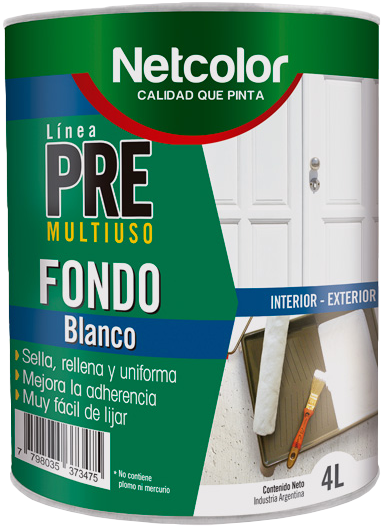 Netcolor
CALIDAD QUE PINTA
Línea
PRE
MULTIUSO
FONDO
INTERIOR - EXTERIOR
Blanco
Sella, rellena y uniforma
Mejora la adherencia
Muy fácil de lijar
7 798035 373475
* No contiene
plomo ni mercurio
Contenido Neto
Industria Argentina
4L